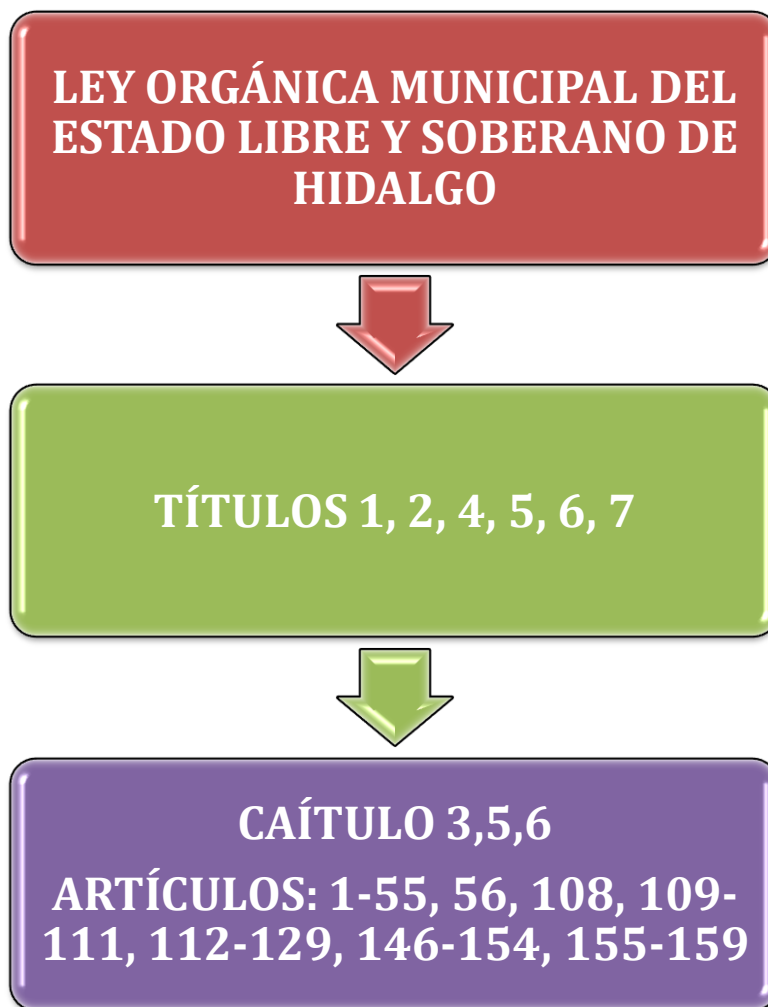 LEY ORGÁNICA MUNICIPAL DEL
ESTADO LIBRE Y SOBERANO DE
HIDALGO
TÍTULOS 1, 2, 4, 5, 6, 7
CAÍTULO 3,5,6
ARTÍCULOS: 1-55, 56, 108, 109-
111, 112-129, 146-154, 155-159